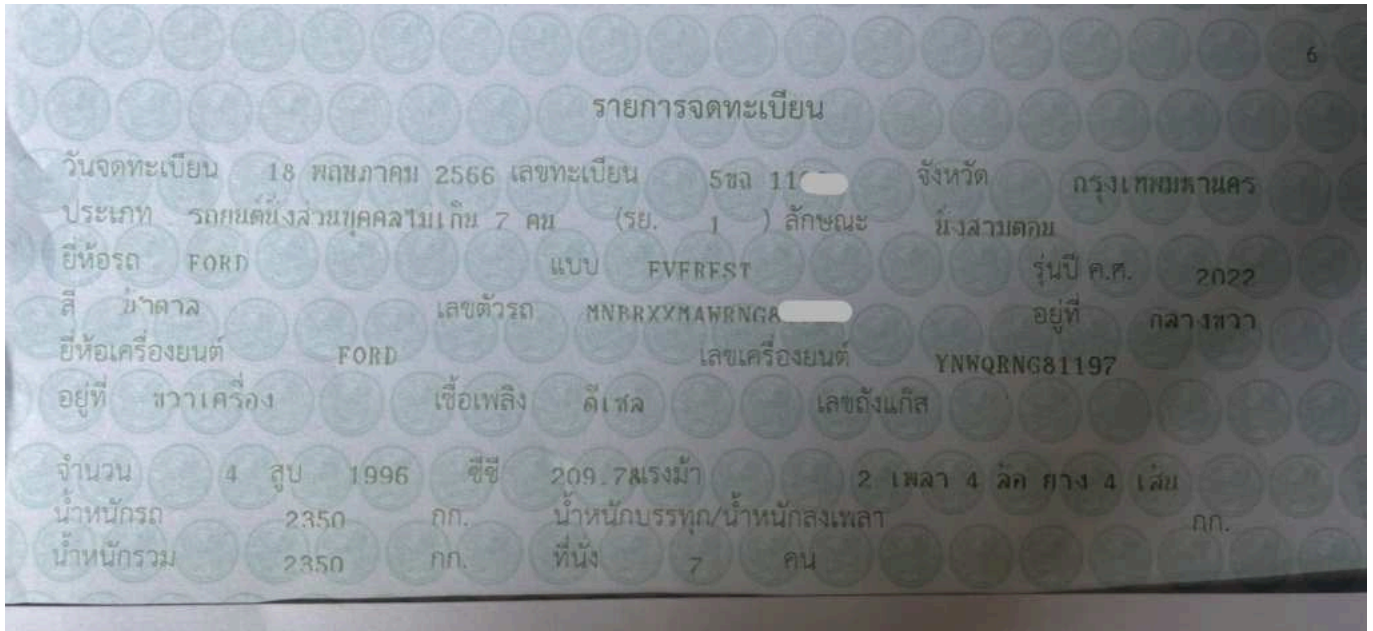 6
รายการจดทะเบียน
วันจดทะเบียน 18 พฤษภาคม 2566 เลขทะเบียน 5ขฉ 11 จังหวัด กรุงเทพมหานคร
ประเภท รถยนต์นั่งส่วนบุคคลไม่เกิน 7 คน (รย. 1 ) ลักษณะ นั่งสามตอน
ยี่ห้อรถ FORD แบบ EVEREST รุ่นปี ค.ศ. 2022
สี น้ำตาล เลขตัวรถ MNBRXXMAWRNG8 อยู่ที่ กลางขวา
ยี่ห้อเครื่องยนต์ FORD เลขเครื่องยนต์ YNWQRNG81197
อยู่ที่ ขวาเครื่อง เชื้อเพลิง ดีเซล เลขถังแก๊ส
จำนวน 4 สูบ 1996 ซีซี 209.78แรงม้า 2 เพลา 4 ล้อ ยาง 4 เส้น
น้ำหนักรถ 2350 กก. น้ำหนักบรรทุก/น้ำหนักลงเพลา กก.
น้ำหนักรวม 2350 กก. ที่นั่ง 7 คน